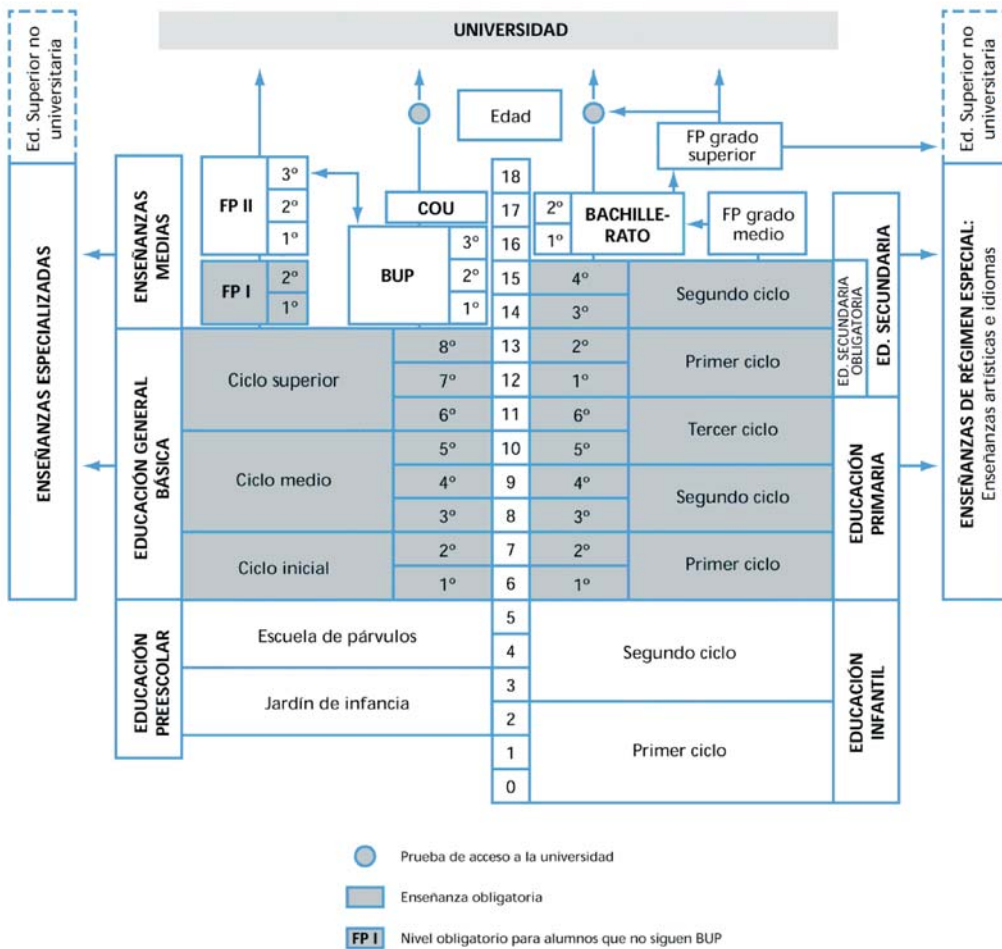 UNIVERSIDAD
Ed. Superior no
universitaria
ENSEÑANZAS ESPECIALIZADAS
ENSEÑANZAS
MEDIAS
EDUCACIÓN GENERAL
BÁSICA
EDUCACIÓN
PREESCOLAR
FP II
3º
2º
1º
FP I
2º
1º
COU
BUP
3º
2º
1º
Ciclo superior
8º
7º
6º
Ciclo medio
5º
4º
3º
Ciclo inicial
2º
1º
Escuela de párvulos
Jardín de infancia
Edad
18
17
16
15
14
13
12
11
10
9
8
7
6
5
4
3
2
1
0
2º
1º
BACHILLE-
RATO
FP grado
superior
FP grado
medio
4º
3º
Segundo ciclo
2º
1º
Primer ciclo
6º
5º
Tercer ciclo
4º
3º
Segundo ciclo
2º
1º
Primer ciclo
Segundo ciclo
Primer ciclo
ED. SECUNDARIA
OBLIGATORIA
ED. SECUNDARIA
EDUCACIÓN
PRIMARIA
EDUCACIÓN
INFANTIL
Ed. Superior no
universitaria
ENSEÑANZAS DE RÉGIMEN ESPECIAL:
Enseñanzas artísticas e idiomas
Prueba de acceso a la universidad
Enseñanza obligatoria
FP I Nivel obligatorio para alumnos que no siguen BUP